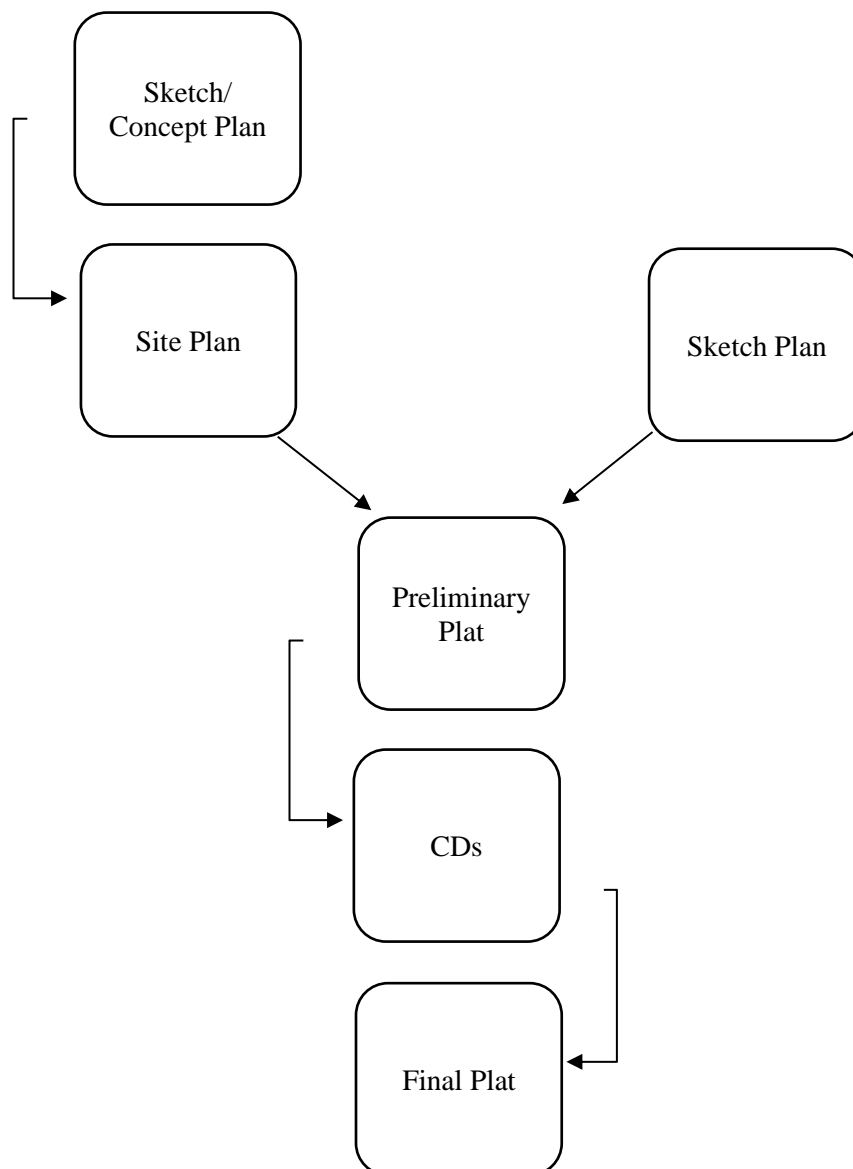 Sketch/
Concept Plan
Site Plan
Sketch Plan
Preliminary
Plat
CDs
Final Plat